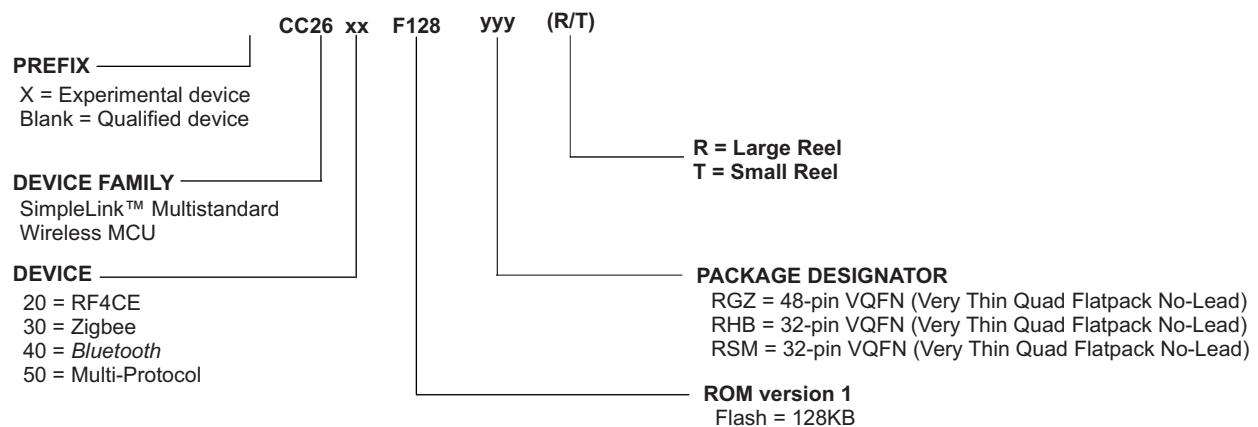 CC26 xx F128 yyy (R/T)
PREFIX
X = Experimental device
Blank = Qualified device
R = Large Reel
T = Small Reel
DEVICE FAMILY
SimpleLink™ Multistandard
Wireless MCU
DEVICE
20 = RF4CE
30 = Zigbee
40 = Bluetooth
50 = Multi-Protocol
PACKAGE DESIGNATOR
RGZ = 48-pin VQFN (Very Thin Quad Flatpack No-Lead)
RHB = 32-pin VQFN (Very Thin Quad Flatpack No-Lead)
RSM = 32-pin VQFN (Very Thin Quad Flatpack No-Lead)
ROM version 1
Flash = 128KB